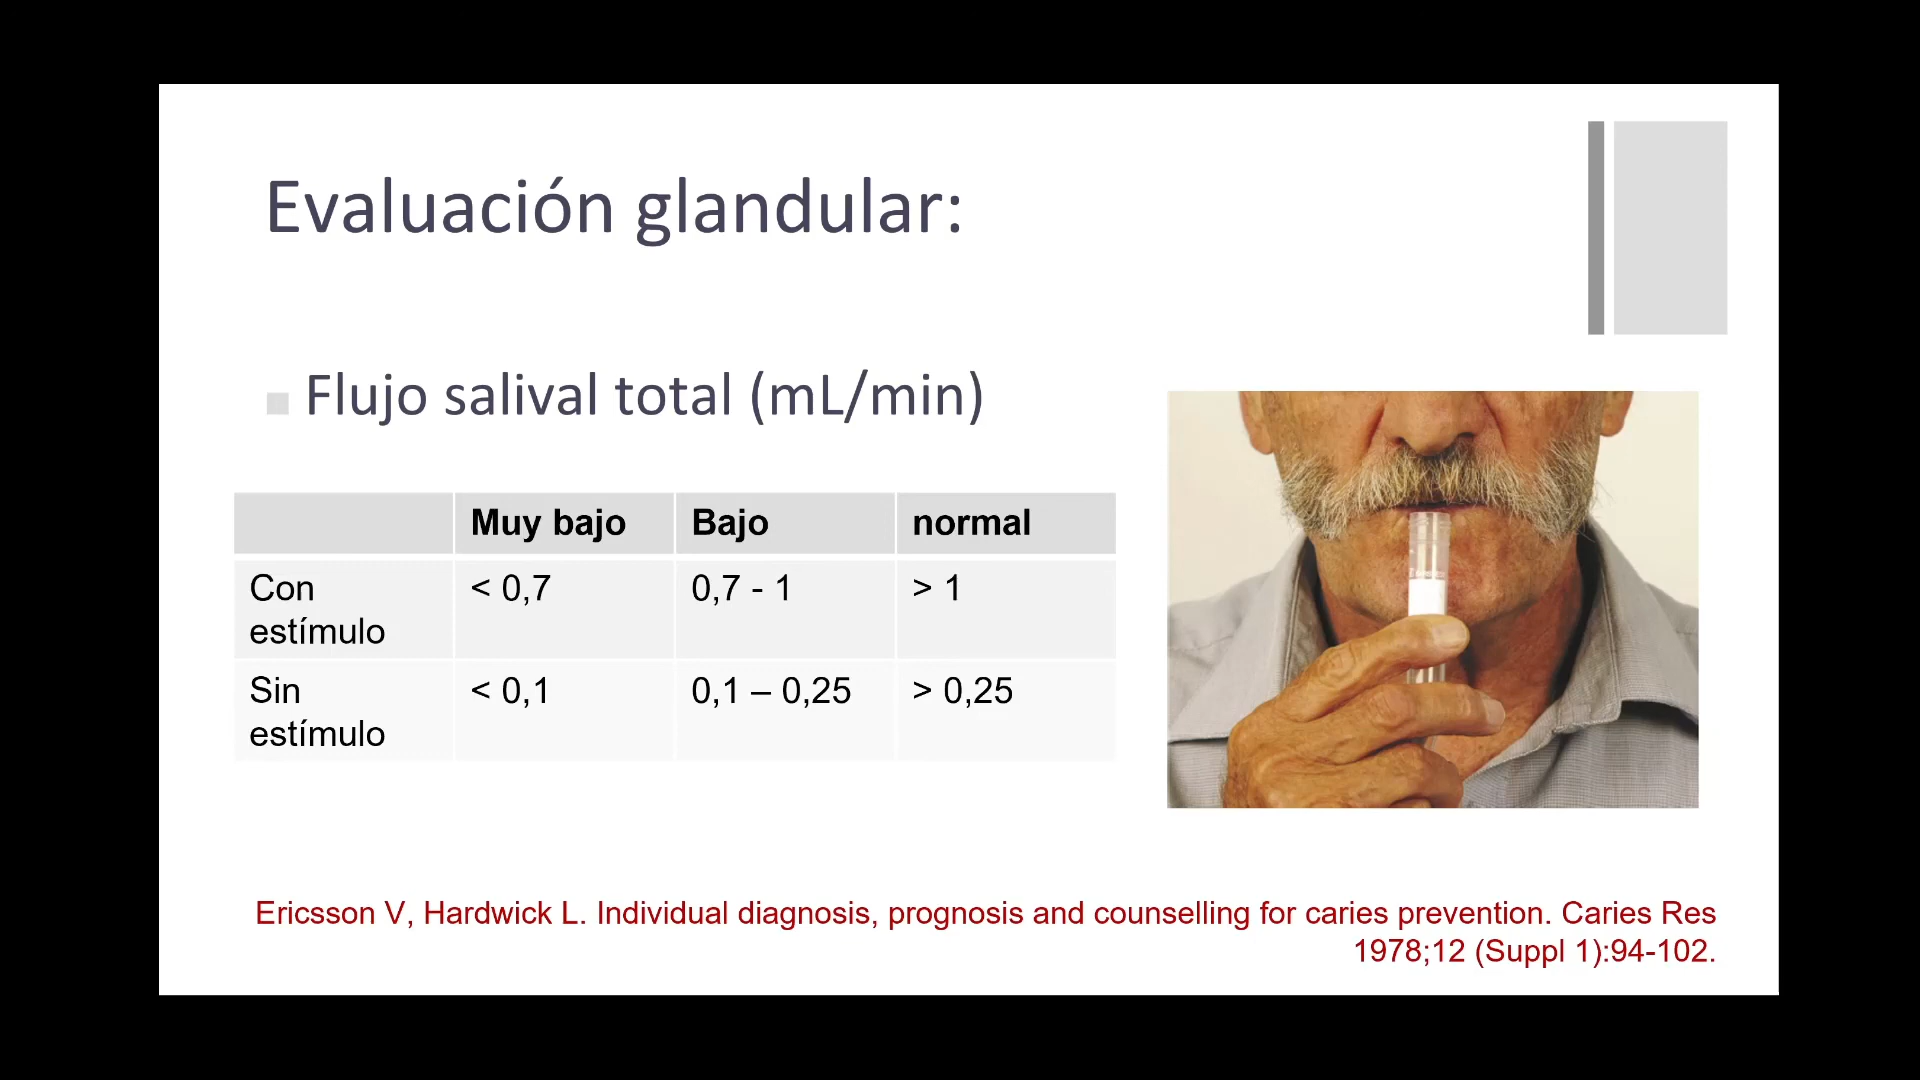 Evaluación glandular:
Flujo salival total (mL/min)
Muy bajo Bajo normal
Con estímulo < 0,7 0,7 - 1 > 1
Sin estímulo < 0,1 0,1 – 0,25 > 0,25
Ericsson V, Hardwick L. Individual diagnosis, prognosis and counselling for caries prevention. Caries Res
1978;12 (Suppl 1):94-102.